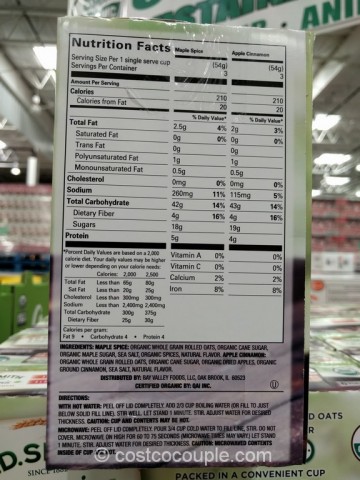 Nutrition Facts Maple Spice Apple Cinnamon
Serving Size Per 1 single serve cup (54g) (54g)
Servings Per Container 3 3
Amount Per Serving
Calories 210 210
Calories from Fat 20 20
% Daily Value* % Daily Value*
Total Fat 2.5g 4% 2g 3%
Saturated Fat 0g 0% 0g 0%
Trans Fat 0g 0g
Polyunsaturated Fat 1g 1g
Monounsaturated Fat 0.5g 0.5g
Cholesterol 0mg 0% 0mg 0%
Sodium 260mg 11% 115mg 5%
Total Carbohydrate 42g 14% 43g 14%
Dietary Fiber 4g 16% 4g 16%
Sugars 18g 19g
Protein 5g 4g
Vitamin A 0% 0%
Vitamin C 0% 0%
Calcium 2% 2%
Iron 8% 8%
*Percent Daily Values are based on a 2,000
calorie diet. Your daily values may be higher
or lower depending on your calorie needs:
Calories: 2,000 2,500
Total Fat Less than 65g 80g
Sat Fat Less than 20g 25g
Cholesterol Less than 300mg 300mg
Sodium Less than 2,400mg 2,400mg
Total Carbohydrate 300g 375g
Dietary Fiber 25g 30g
Calories per gram:
Fat 9 • Carbohydrate 4 • Protein 4
INGREDIENTS: MAPLE SPICE: ORGANIC WHOLE GRAIN ROLLED OATS, ORGANIC CANE SUGAR,
ORGANIC MAPLE SUGAR, SEA SALT, ORGANIC SPICES, NATURAL FLAVOR. APPLE CINNAMON:
ORGANIC WHOLE GRAIN ROLLED OATS, ORGANIC CANE SUGAR, ORGANIC DRIED APPLES, ORGANIC
GROUND CINNAMON, SEA SALT, NATURAL FLAVOR.
DISTRIBUTED BY: BAY VALLEY FOODS, LLC, OAK BROOK, IL 60523
CERTIFIED ORGANIC BY: QAI INC.
DIRECTIONS:
WITH HOT WATER: PEEL OFF LID COMPLETELY, AND 2/3 CUP BOILING WATER (OR FILL TO JUST
BELOW SOLID FILL LINE). STIR WELL, LET STAND 1 MINUTE. STIR. ADJUST WATER FOR DESIRED
THICKNESS. CAUTION: CUP AND CONTENTS MAY BE HOT.
MICROWAVE: PEEL OFF LID COMPLETELY. POUR 3/4 CUP COLD WATER TO FILL LINE. STIR. DO NOT
COVER. MICROWAVE, ON HIGH FOR 60 TO 75 SECONDS (MICROWAVE TIMES MAY VARY) LET STAND
1 MINUTE. STIR, ADJUST WATER FOR DESIRED THICKNESS. CAUTION: MICROWAVED CONTENTS
INSIDE OF CUP
© costcocouple.com
SINCE
OATS
PACKED IN A CONVENIENT CUP